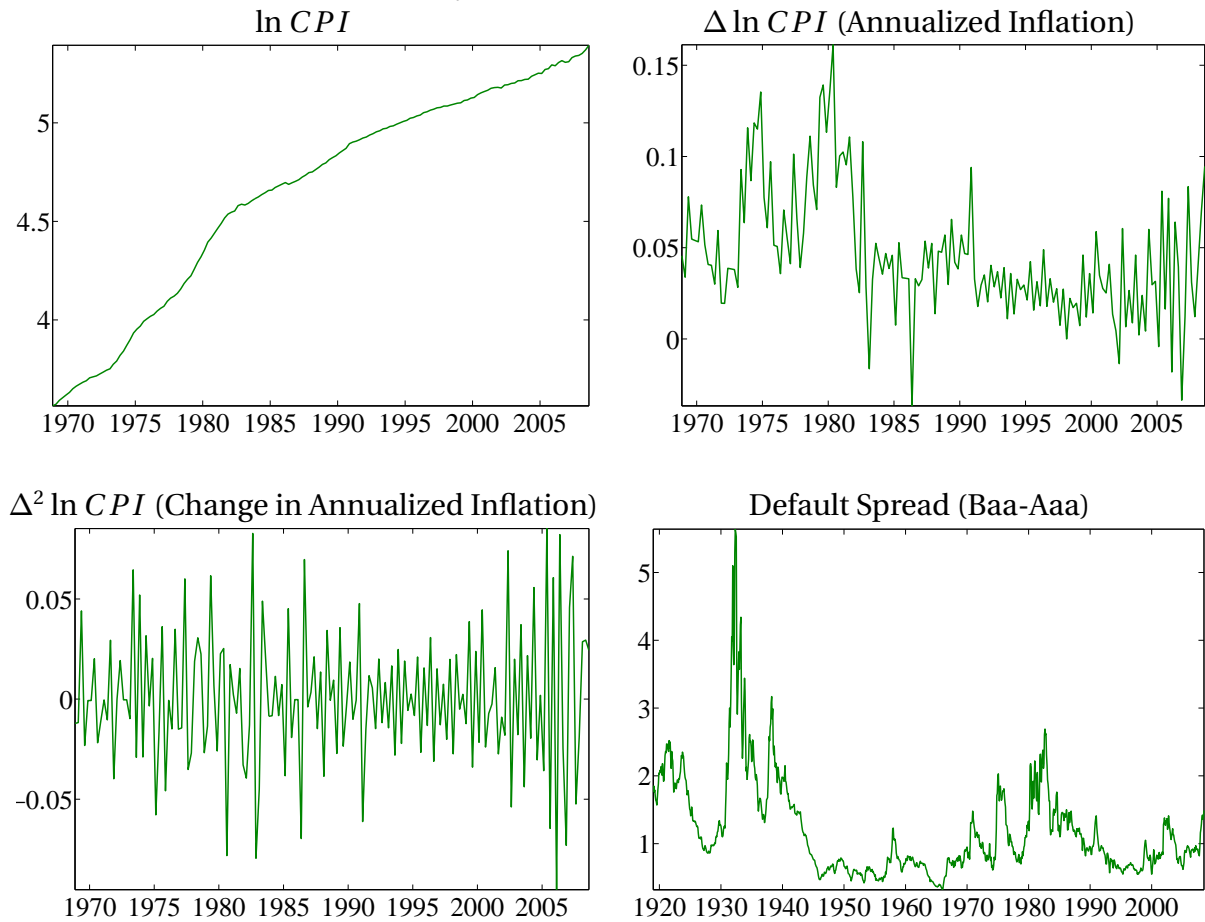 ln CPI
5
4.5
4
1970 1975 1980 1985 1990 1995 2000 2005
Δ ln CPI (Annualized Inflation)
0.15
0.1
0.05
0
1970 1975 1980 1985 1990 1995 2000 2005
Δ² ln CPI (Change in Annualized Inflation)
0.05
0
−0.05
1970 1975 1980 1985 1990 1995 2000 2005
Default Spread (Baa-Aaa)
5
4
3
2
1
1920 1930 1940 1950 1960 1970 1980 1990 2000